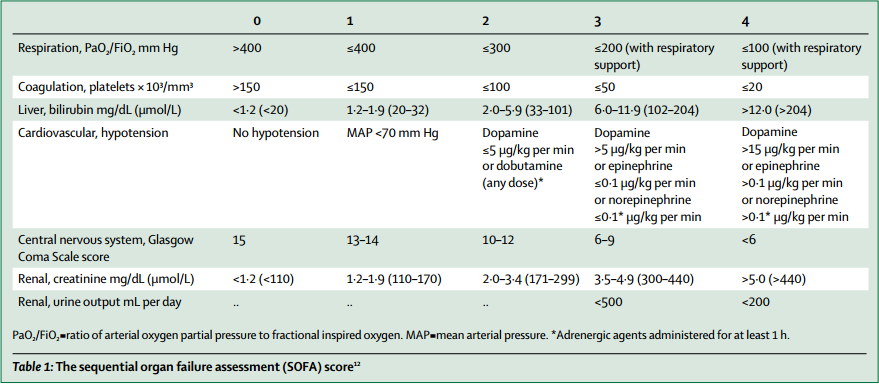 0 1 2 3 4
Respiration, PaO₂/FiO₂ mm Hg >400 ≤400 ≤300 ≤200 (with respiratory support) ≤100 (with respiratory support)
Coagulation, platelets × 10³/mm³ >150 ≤150 ≤100 ≤50 ≤20
Liver, bilirubin mg/dL (μmol/L) <1·2 (<20) 1·2–1·9 (20–32) 2·0–5·9 (33–101) 6·0–11·9 (102–204) >12·0 (>204)
Cardiovascular, hypotension No hypotension MAP <70 mm Hg Dopamine ≤5 μg/kg per min or dobutamine (any dose)* Dopamine >5 μg/kg per min or epinephrine ≤0·1 μg/kg per min or norepinephrine ≤0·1* μg/kg per min Dopamine >15 μg/kg per min or epinephrine >0·1 μg/kg per min or norepinephrine >0·1* μg/kg per min
Central nervous system, Glasgow Coma Scale score 15 13–14 10–12 6–9 <6
Renal, creatinine mg/dL (μmol/L) <1·2 (<110) 1·2–1·9 (110–170) 2·0–3·4 (171–299) 3·5–4·9 (300–440) >5·0 (>440)
Renal, urine output mL per day .. .. .. <500 <200
PaO₂/FiO₂=ratio of arterial oxygen partial pressure to fractional inspired oxygen. MAP=mean arterial pressure. *Adrenergic agents administered for at least 1 h.
Table 1: The sequential organ failure assessment (SOFA) score¹²